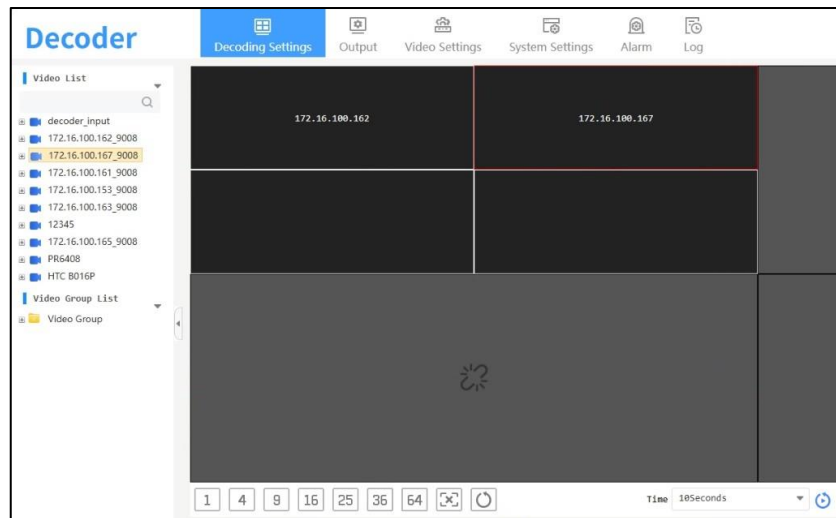 Decoder
Decoding Settings
Output
Video Settings
System Settings
Alarm
Log
Video List
decoder_input
172.16.100.162_9008
172.16.100.167_9008
172.16.100.161_9008
172.16.100.153_9008
172.16.100.163_9008
12345
172.16.100.165_9008
PR6408
HTC B016P
Video Group List
Video Group
172.16.100.162
172.16.100.167
1 4 9 16 25 36 64
Time 10Seconds